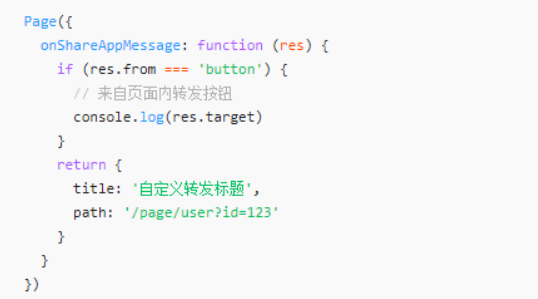 Page({
  onShareAppMessage: function (res) {
    if (res.from === 'button') {
      // 来自页面内转发按钮
      console.log(res.target)
    }
    return {
      title: '自定义转发标题',
      path: '/page/user?id=123'
    }
  }
})